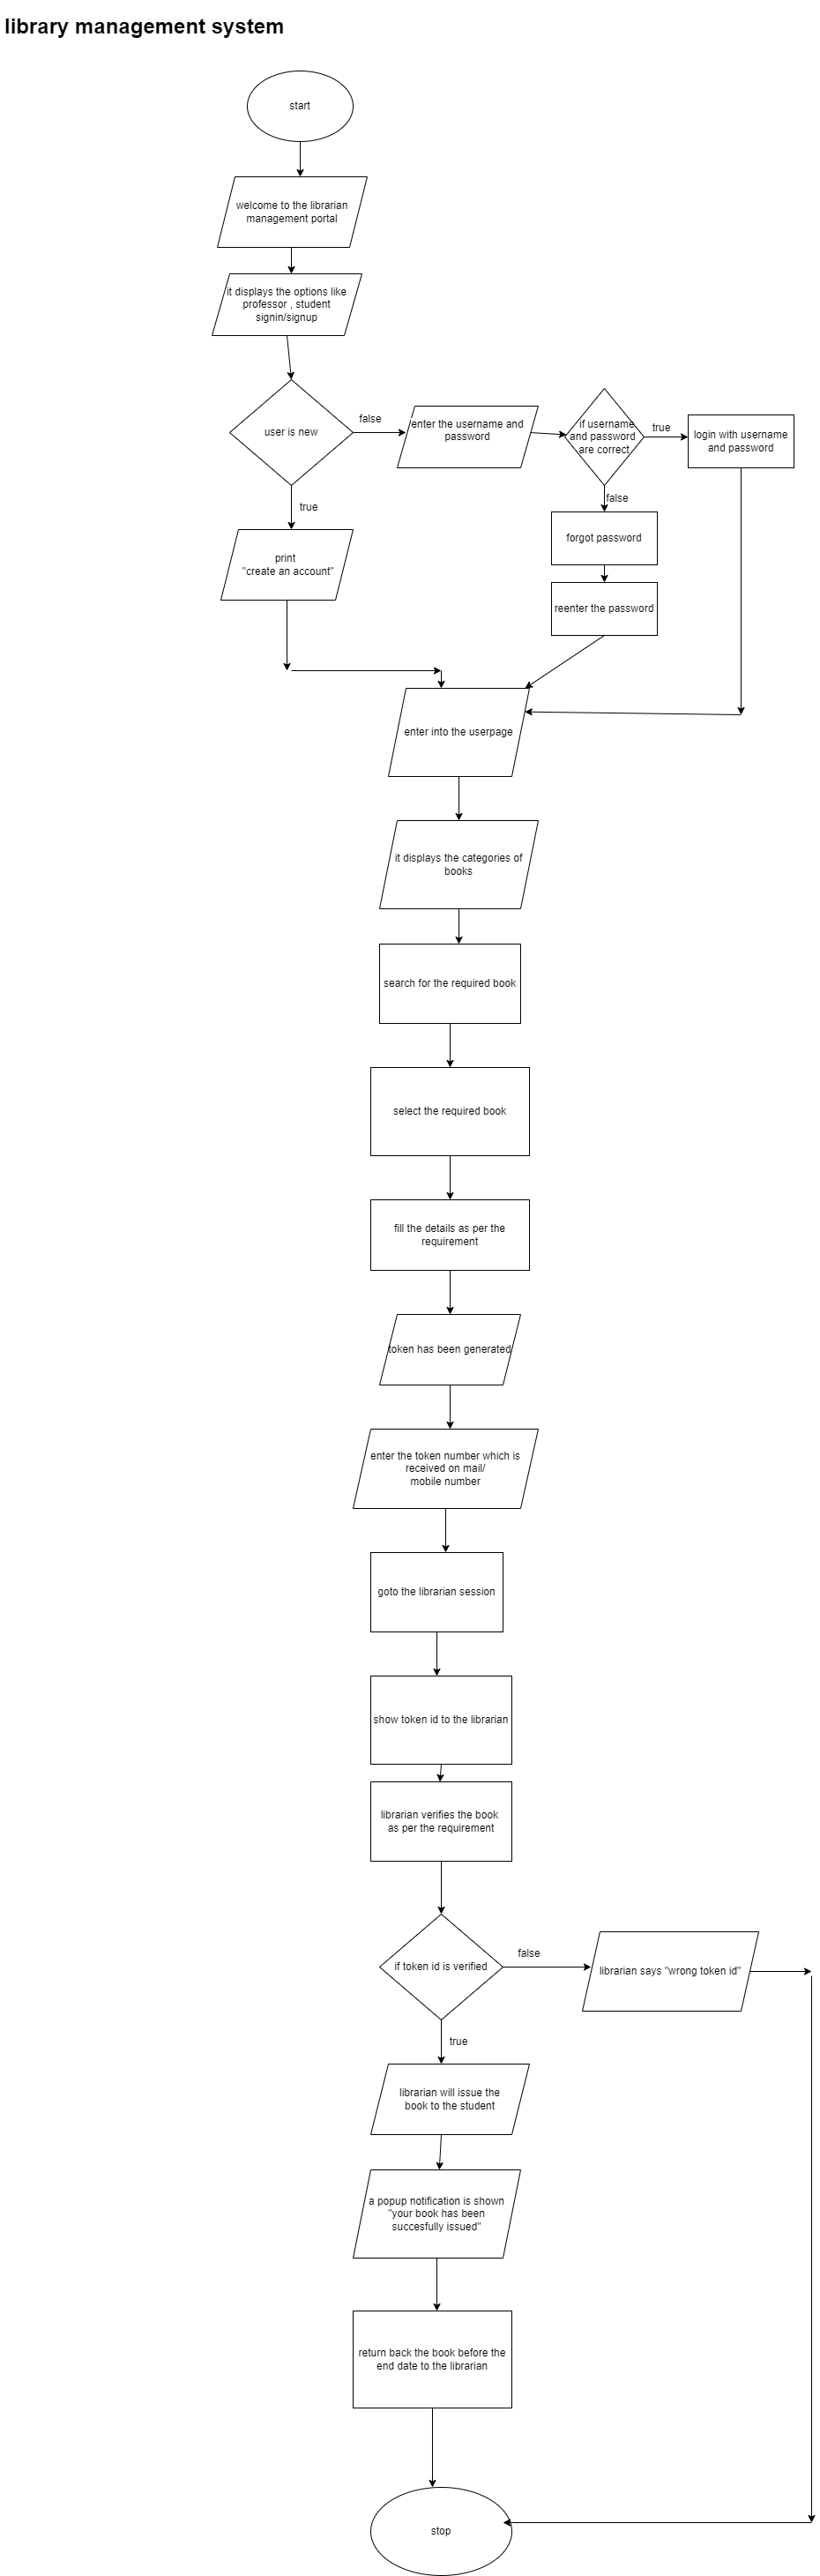 library management system
start
welcome to the librarian
management portal
it displays the options like
professor , student
signin/signup
user is new
false
enter the username and
password
if username
and password
are correct
true
login with username
and password
false
forgot password
reenter the password
true
print
"create an account"
enter into the userpage
it displays the categories of
books
search for the required book
select the required book
fill the details as per the
requirement
token has been generated
enter the token number which is
received on mail/
mobile number
goto the librarian session
show token id to the librarian
librarian verifies the book
as per the requirement
if token id is verified
false
librarian says "wrong token id"
true
librarian will issue the
book to the student
a popup notification is shown
"your book has been
succesfully issued"
return back the book before the
end date to the librarian
stop